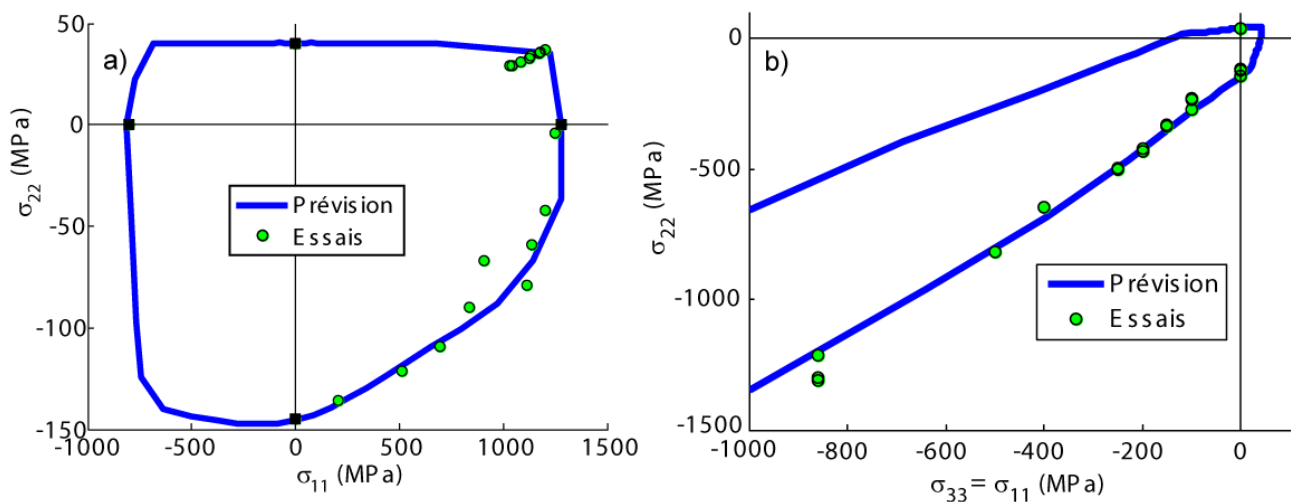 a)
50
0
-50
-100
-150
σ22 (MPa)
-1000
-500
0
500
1000
1500
σ11 (MPa)
Prévision
Essais
b)
0
-500
-1000
-1500
σ22 (MPa)
-1000
-800
-600
-400
-200
0
σ33= σ11 (MPa)
Prévision
Essais